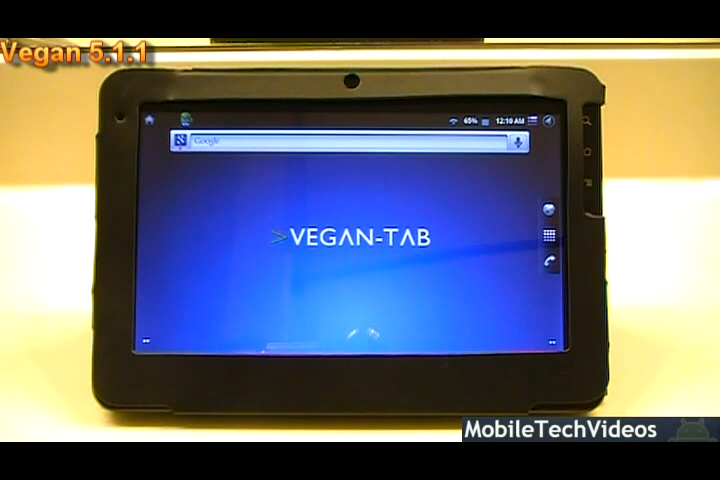 Vegan 5.1.1
65% 12:10 AM
Google
>VEGAN-TAB
MobileTechVideos